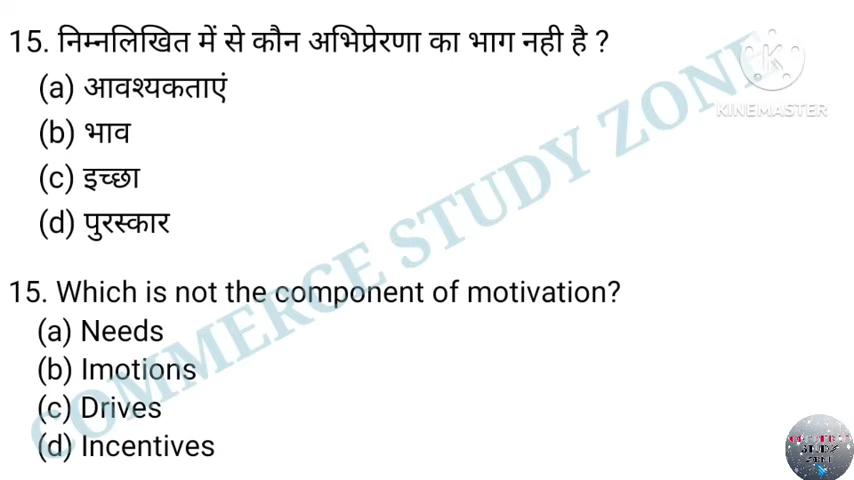 15. निम्नलिखित में से कौन अभिप्रेरणा का भाग नही है ?
(a) आवश्यकताएं
(b) भाव
(c) इच्छा
(d) पुरस्कार
15. Which is not the component of motivation?
(a) Needs
(b) Imotions
(c) Drives
(d) Incentives
COMMERCE STUDY ZONE
KINEMASTER